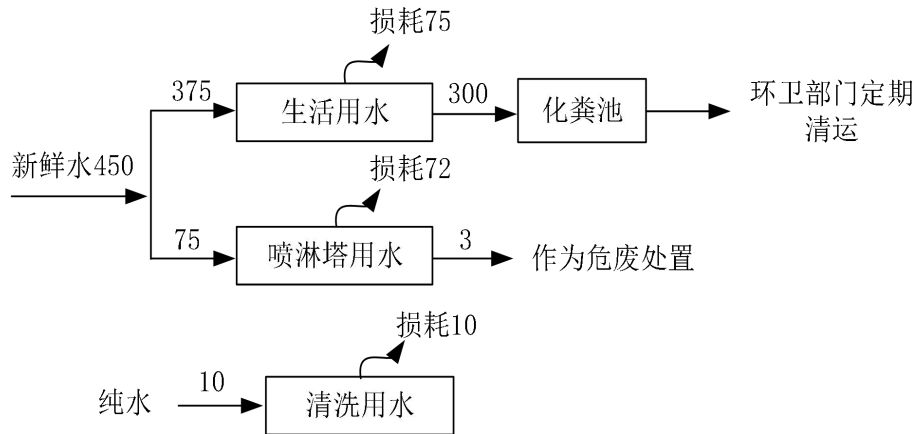 损耗75
375
生活用水
300
化粪池
环卫部门定期
清运
新鲜水450
损耗72
75
喷淋塔用水
3
作为危废处置
损耗10
纯水
10
清洗用水